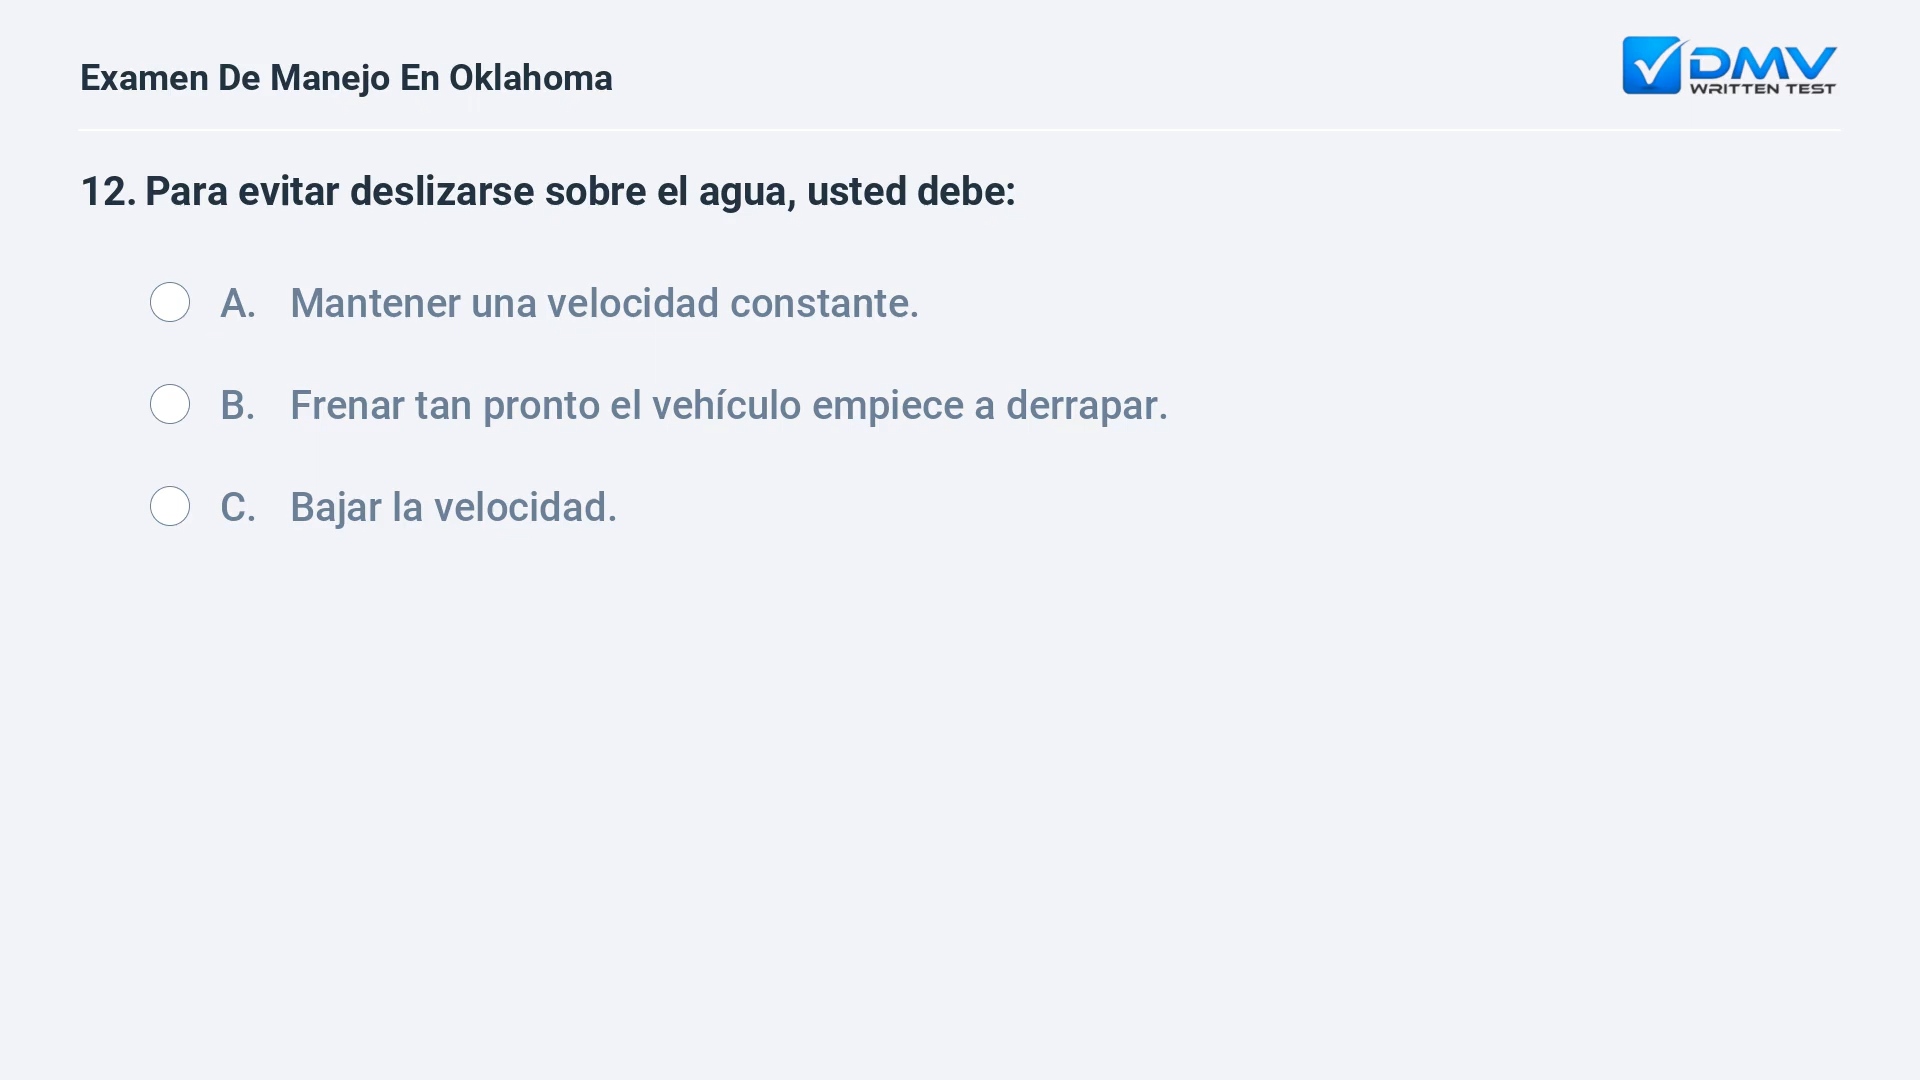 Examen De Manejo En Oklahoma
DMV
WRITTEN TEST
12. Para evitar deslizarse sobre el agua, usted debe:
A. Mantener una velocidad constante.
B. Frenar tan pronto el vehículo empiece a derrapar.
C. Bajar la velocidad.